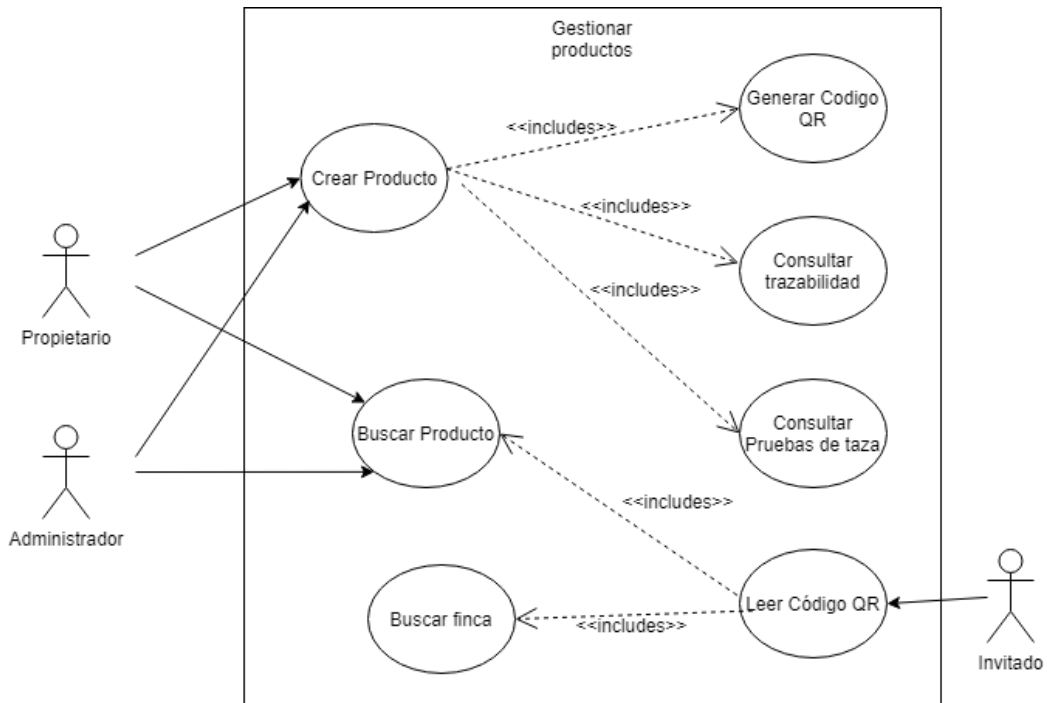 Gestionar
productos
Generar Codigo
QR
<<includes>>
Crear Producto
<<includes>>
Consultar
trazabilidad
<<includes>>
Propietario
Consultar
Pruebas de taza
Buscar Producto
<<includes>>
Administrador
Leer Código QR
Buscar finca
<<includes>>
Invitado